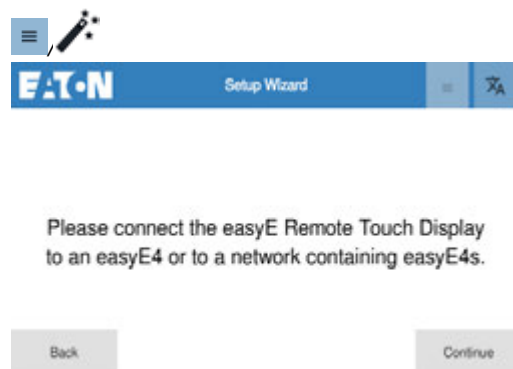 E·T·N
Setup Wizard
Please connect the easyE Remote Touch Display
to an easyE4 or to a network containing easyE4s.
Back
Continue